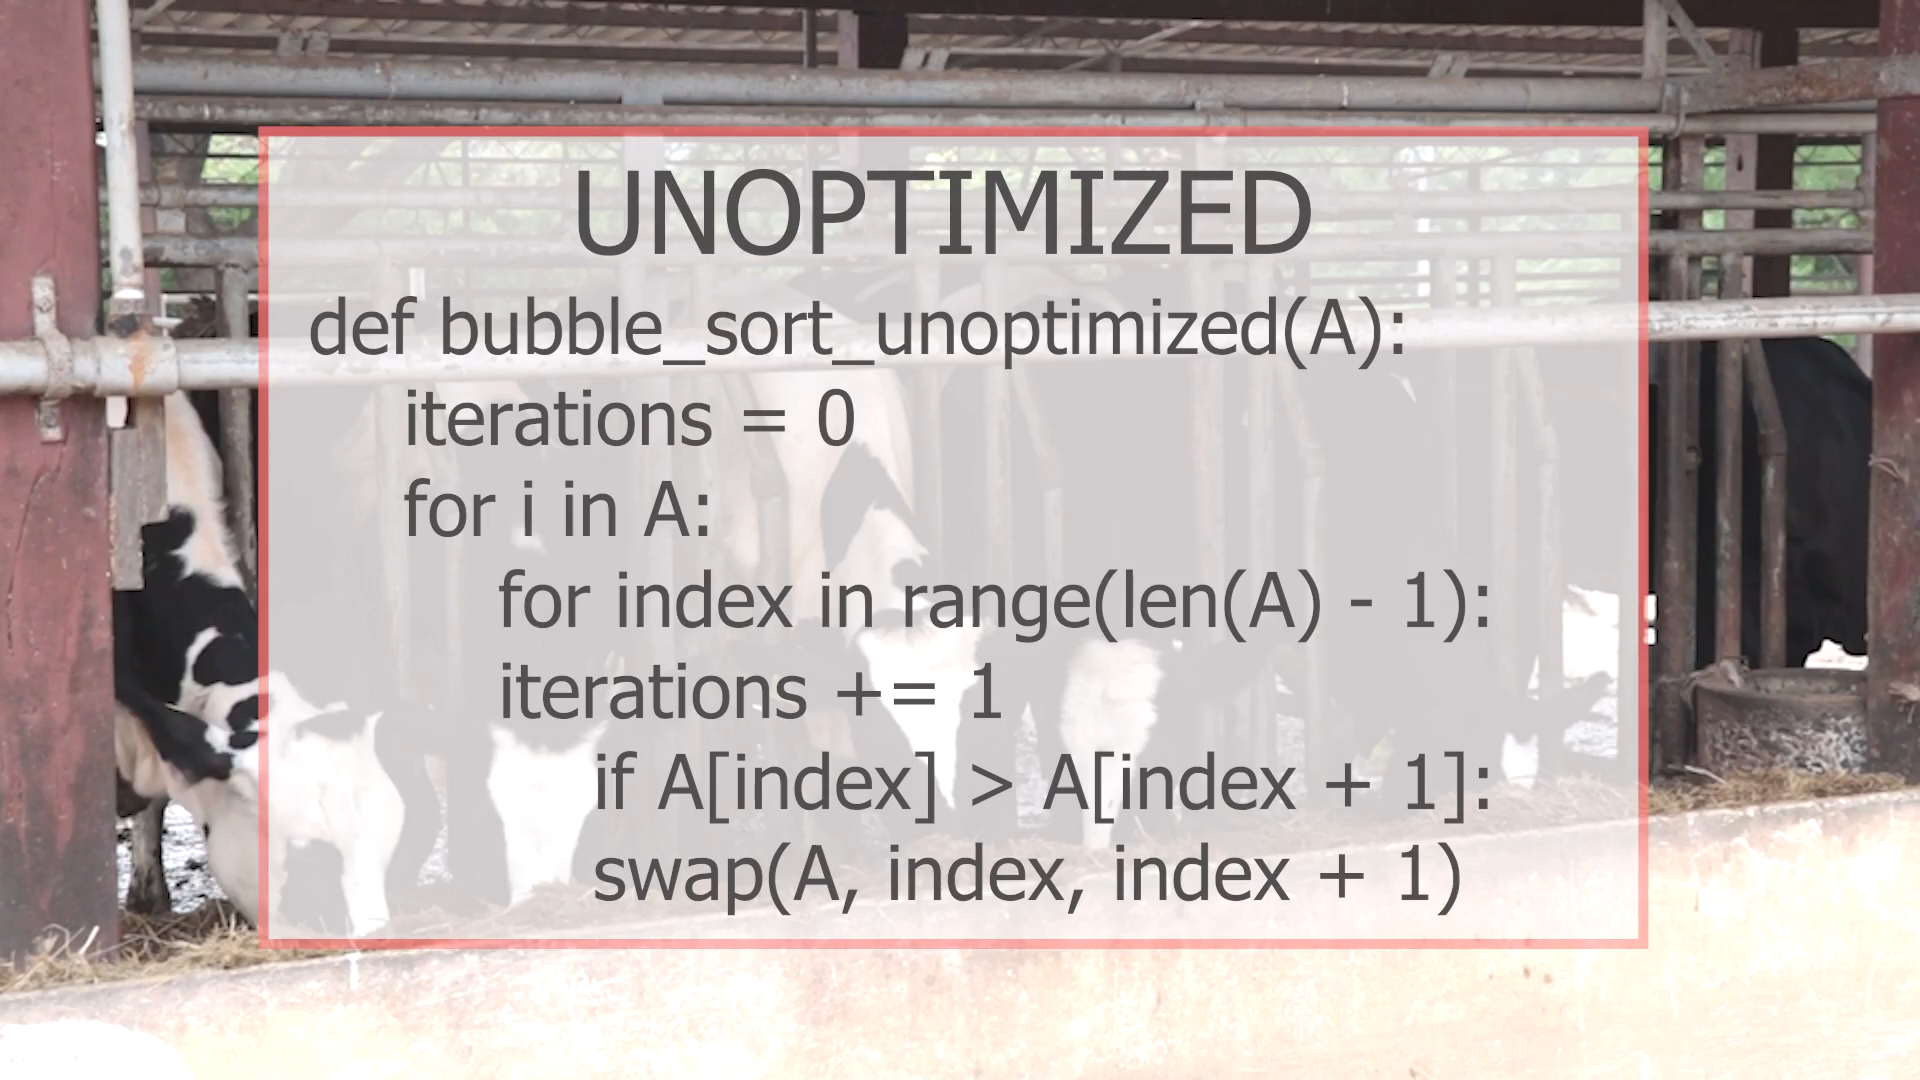 UNOPTIMIZED
def bubble_sort_unoptimized(A):
    iterations = 0
    for i in A:
        for index in range(len(A) - 1):
        iterations += 1
            if A[index] > A[index + 1]:
            swap(A, index, index + 1)